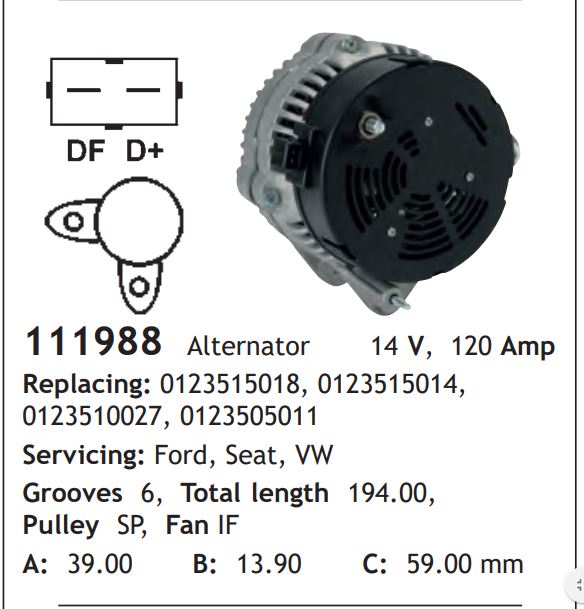 DF D+
111988 Alternator 14 V, 120 Amp
Replacing: 0123515018, 0123515014,
0123510027, 0123505011
Servicing: Ford, Seat, VW
Grooves 6, Total length 194.00,
Pulley SP, Fan IF
A: 39.00 B: 13.90 C: 59.00 mm